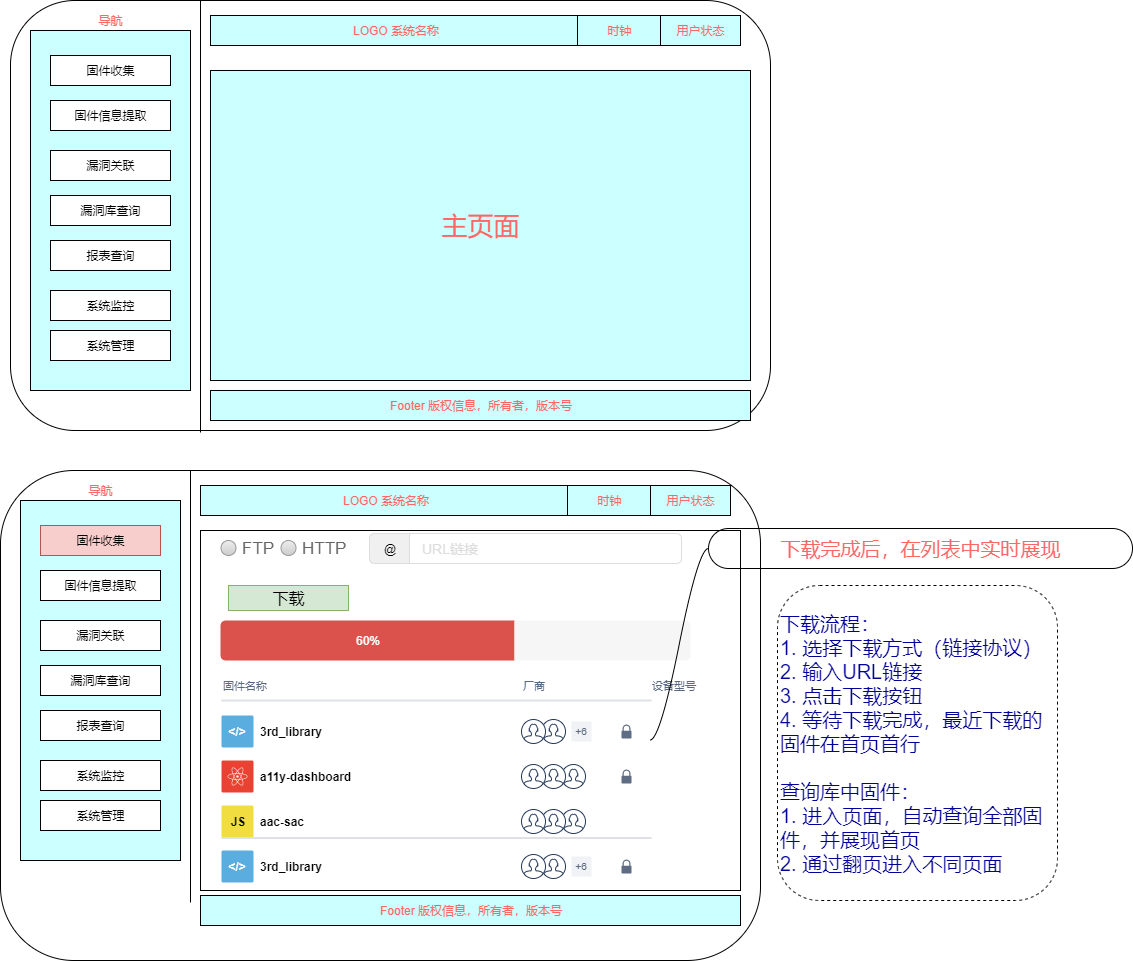 导航
LOGO 系统名称
时钟
用户状态
固件收集
固件信息提取
漏洞关联
漏洞库查询
报表查询
系统监控
系统管理
主页面
Footer 版权信息，所有者，版本号
导航
LOGO 系统名称
时钟
用户状态
固件收集
固件信息提取
漏洞关联
漏洞库查询
报表查询
系统监控
系统管理
FTP
HTTP
@
URL链接
下载
60%
固件名称
厂商
设备型号
</>
3rd_library
+6
a11y-dashboard
JS
aac-sac
</>
3rd_library
+6
Footer 版权信息，所有者，版本号
下载完成后，在列表中实时展现
下载流程：
1. 选择下载方式（链接协议）
2. 输入URL链接
3. 点击下载按钮
4. 等待下载完成，最近下载的
固件在首页首行
查询库中固件：
1. 进入页面，自动查询全部固
件，并展现首页
2. 通过翻页进入不同页面